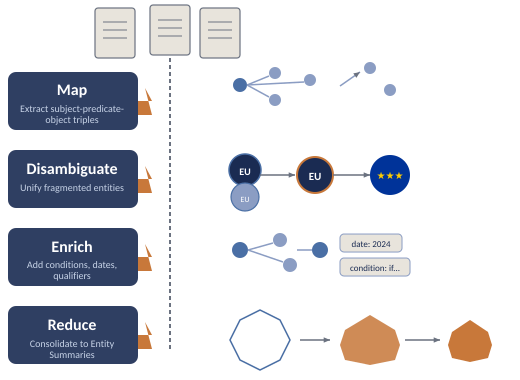 Map
Extract subject-predicate-
object triples
Disambiguate
Unify fragmented entities
EU
EU
EU
Enrich
Add conditions, dates,
qualifiers
date: 2024
condition: if...
Reduce
Consolidate to Entity
Summaries